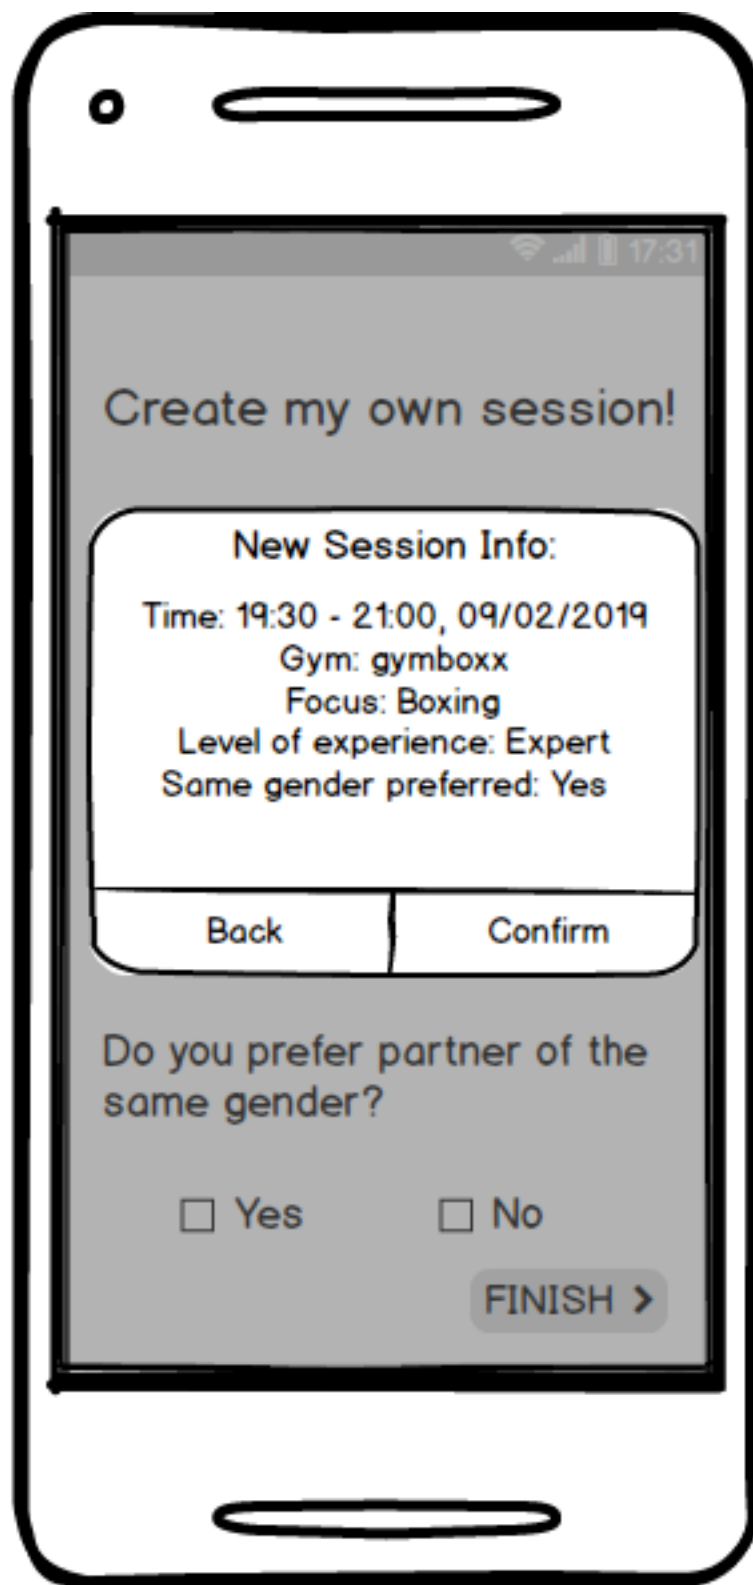 17:31
Create my own session!
New Session Info:
Time: 19:30 - 21:00, 09/02/2019
Gym: gymboxx
Focus: Boxing
Level of experience: Expert
Same gender preferred: Yes
Back Confirm
Do you prefer partner of the
same gender?
Yes No
FINISH